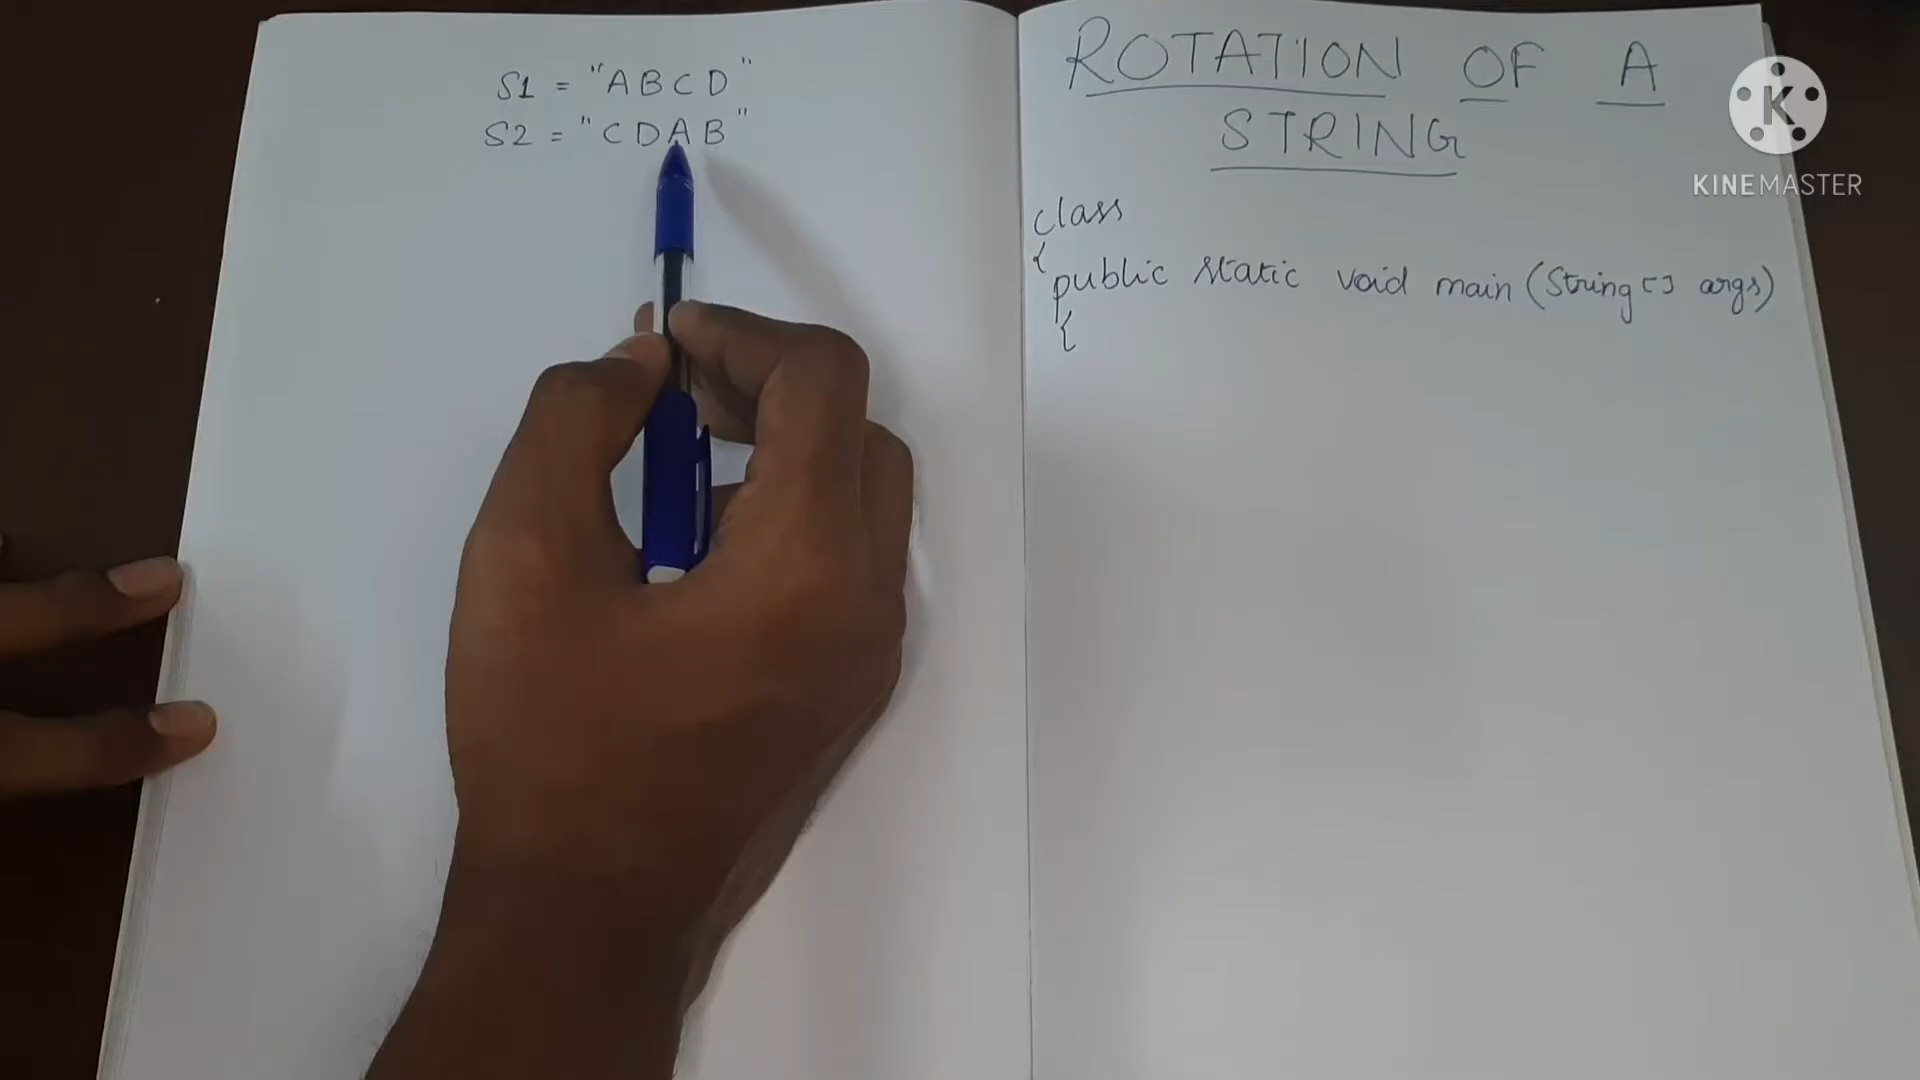 S1 = "ABCD"
S2 = "CDAB"
ROTATION OF A
STRING
class
{
public static void main (String [] args)
{
K
KINEMASTER